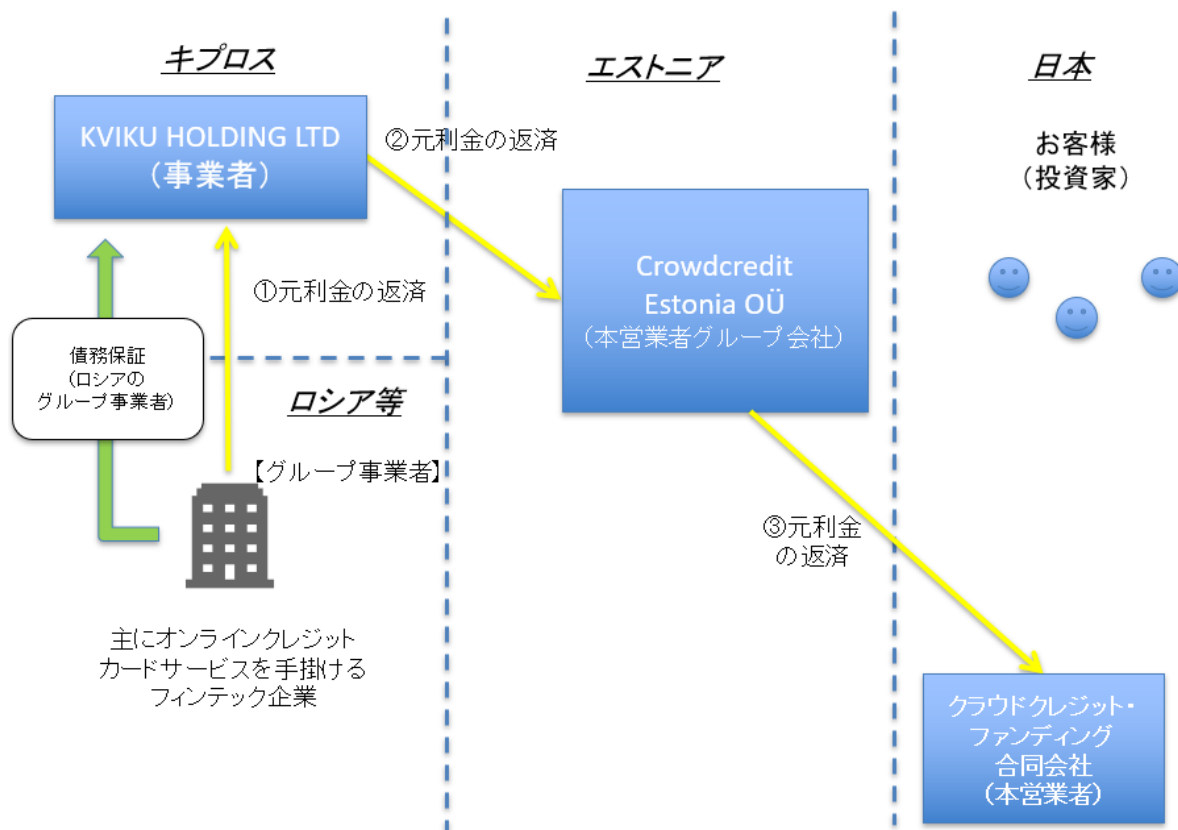 キプロス
KVIKU HOLDING LTD
（事業者）
②元利金の返済
①元利金の返済
債務保証
(ロシアの
グループ事業者)
ロシア等
【グループ事業者】
主にオンラインクレジット
カードサービスを手掛ける
フィンテック企業
エストニア
Crowdcredit
Estonia OÜ
（本営業者グループ会社）
③元利金
の返済
日本
お客様
（投資家）
クラウドクレジット・
ファンディング
合同会社
（本営業者）